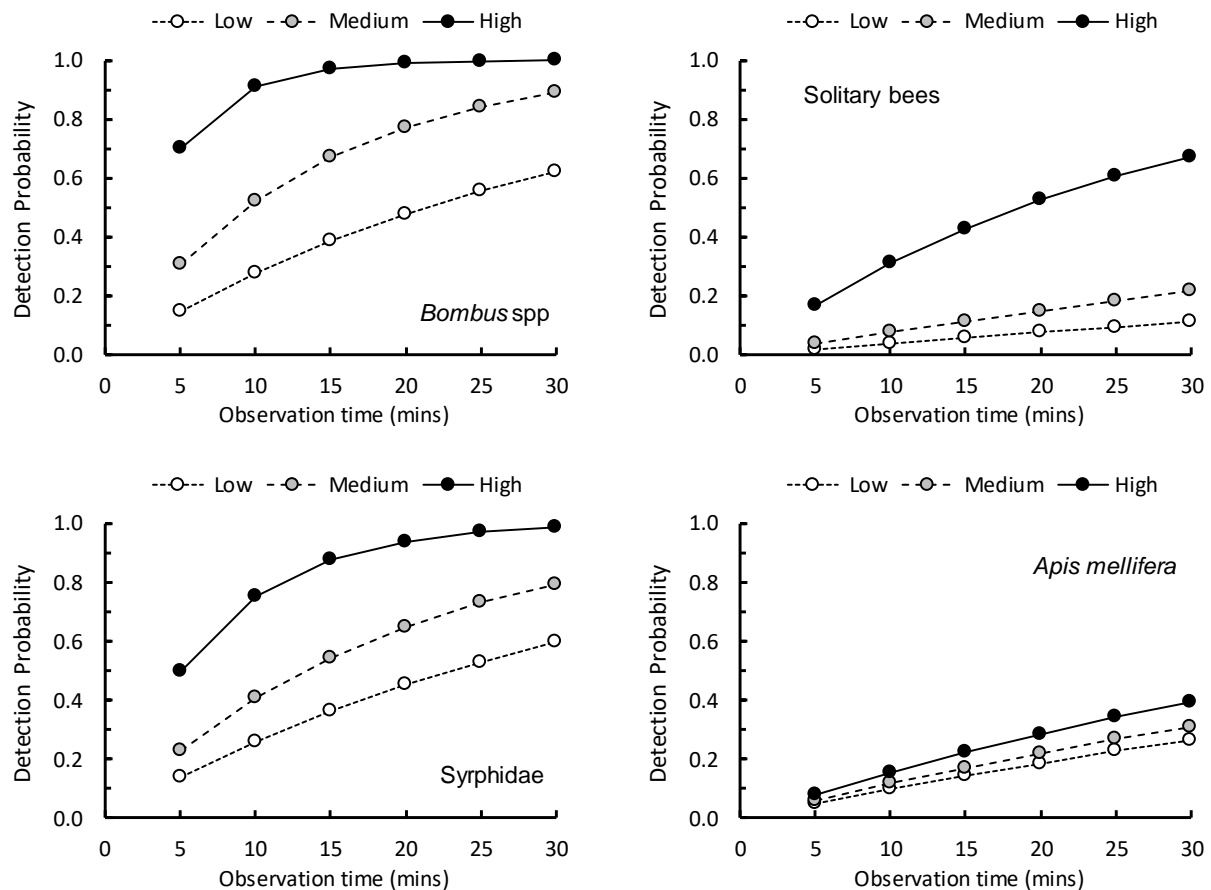 Low Medium High
Detection Probability
1.0
0.8
0.6
0.4
0.2
0.0
Bombus spp
0 5 10 15 20 25 30
Observation time (mins)
Low Medium High
Detection Probability
1.0
0.8
0.6
0.4
0.2
0.0
Solitary bees
0 5 10 15 20 25 30
Observation time (mins)
Low Medium High
Detection Probability
1.0
0.8
0.6
0.4
0.2
0.0
Syrphidae
0 5 10 15 20 25 30
Observation time (mins)
Low Medium High
Detection Probability
1.0
0.8
0.6
0.4
0.2
0.0
Apis mellifera
0 5 10 15 20 25 30
Observation time (mins)